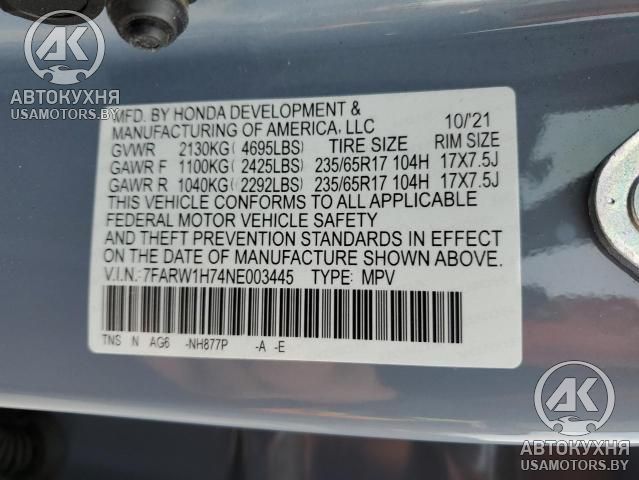 AK
АВТОКУХНЯ
USAMOTORS.BY
MFD. BY HONDA DEVELOPMENT &
MANUFACTURING OF AMERICA, LLC 10/'21
GVWR 2130KG(4695LBS) TIRE SIZE RIM SIZE
GAWR F 1100KG(2425LBS) 235/65R17 104H 17X7.5J
GAWR R 1040KG(2292LBS) 235/65R17 104H 17X7.5J
THIS VEHICLE CONFORMS TO ALL APPLICABLE
FEDERAL MOTOR VEHICLE SAFETY
AND THEFT PREVENTION STANDARDS IN EFFECT
ON THE DATE OF MANUFACTURE SHOWN ABOVE.
V.I.N.: 7FARW1H74NE003445 TYPE: MPV
TNS N AG6 -NH877P -A -E
AK
АВТОКУХНЯ
USAMOTORS.BY